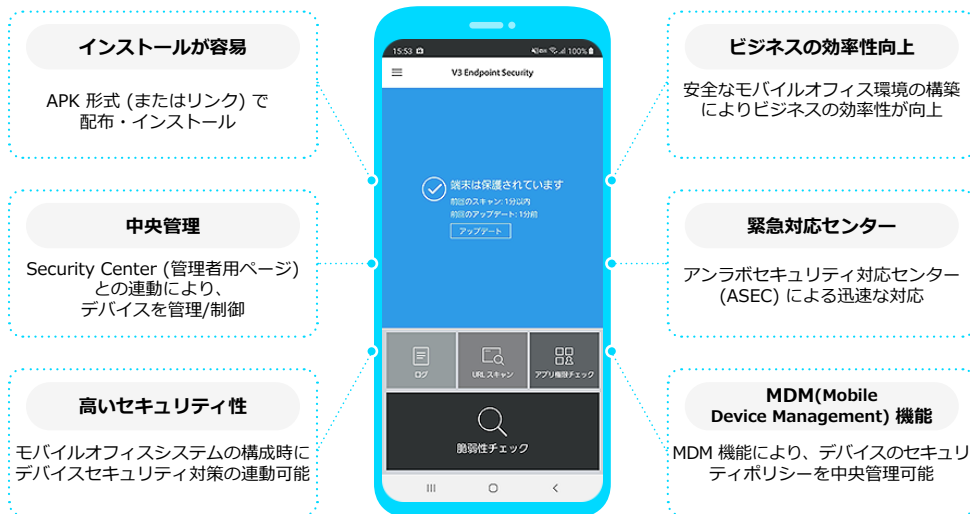 インストールが容易
APK 形式 (またはリンク) で
配布・インストール
中央管理
Security Center (管理者用ページ)
との連動により、
デバイスを管理/制御
高いセキュリティ性
モバイルオフィスシステムの構成時に
デバイスセキュリティ対策の連動可能
15:53
100%
V3 Endpoint Security
端末は保護されています
前回のスキャン: 1分以内
前回のアップデート: 1分前
アップデート
ログ
URL スキャン
アプリ権限チェック
脆弱性チェック
ビジネスの効率性向上
安全なモバイルオフィス環境の構築
によりビジネスの効率性が向上
緊急対応センター
アンラボセキュリティ対応センター
(ASEC) による迅速な対応
MDM(Mobile
Device Management) 機能
MDM 機能により、デバイスのセキュリ
ティポリシーを中央管理可能